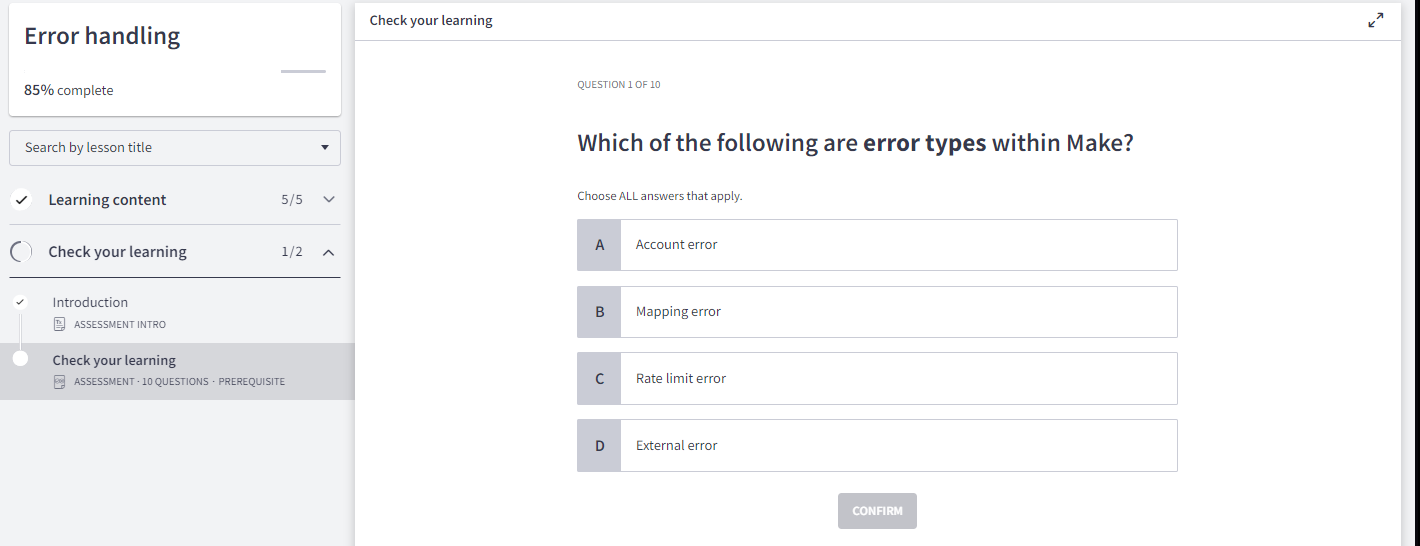 Error handling
85% complete
Search by lesson title
Learning content 5/5
Check your learning 1/2
Introduction
ASSESSMENT INTRO
Check your learning
ASSESSMENT · 10 QUESTIONS · PREREQUISITE
Check your learning
QUESTION 1 OF 10
Which of the following are error types within Make?
Choose ALL answers that apply.
A Account error
B Mapping error
C Rate limit error
D External error
CONFIRM